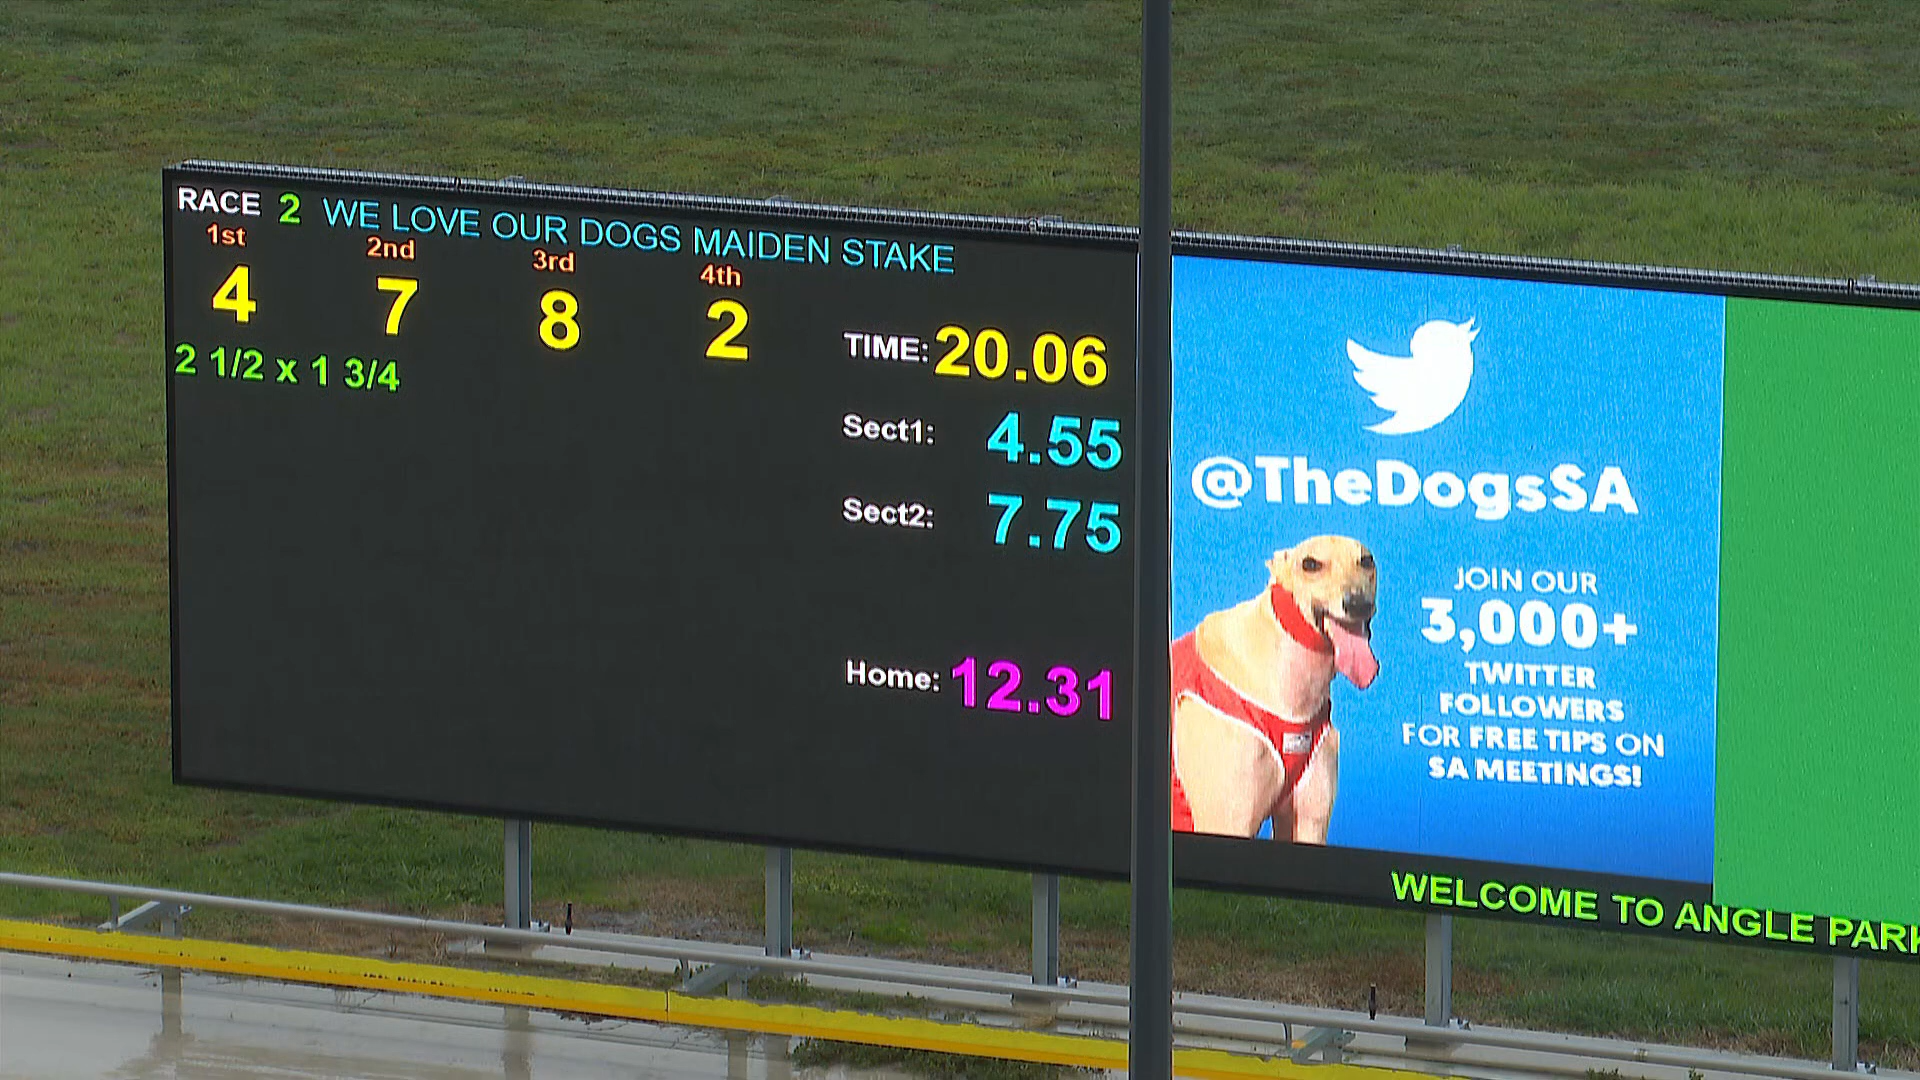 RACE 2 WE LOVE OUR DOGS MAIDEN STAKE
1st 2nd 3rd 4th
4 7 8 2
2 1/2 x 1 3/4
TIME: 20.06
Sect1: 4.55
Sect2: 7.75
Home: 12.31
@TheDogsSA
JOIN OUR
3,000+
TWITTER
FOLLOWERS
FOR FREE TIPS ON
SA MEETINGS!
WELCOME TO ANGLE PARK